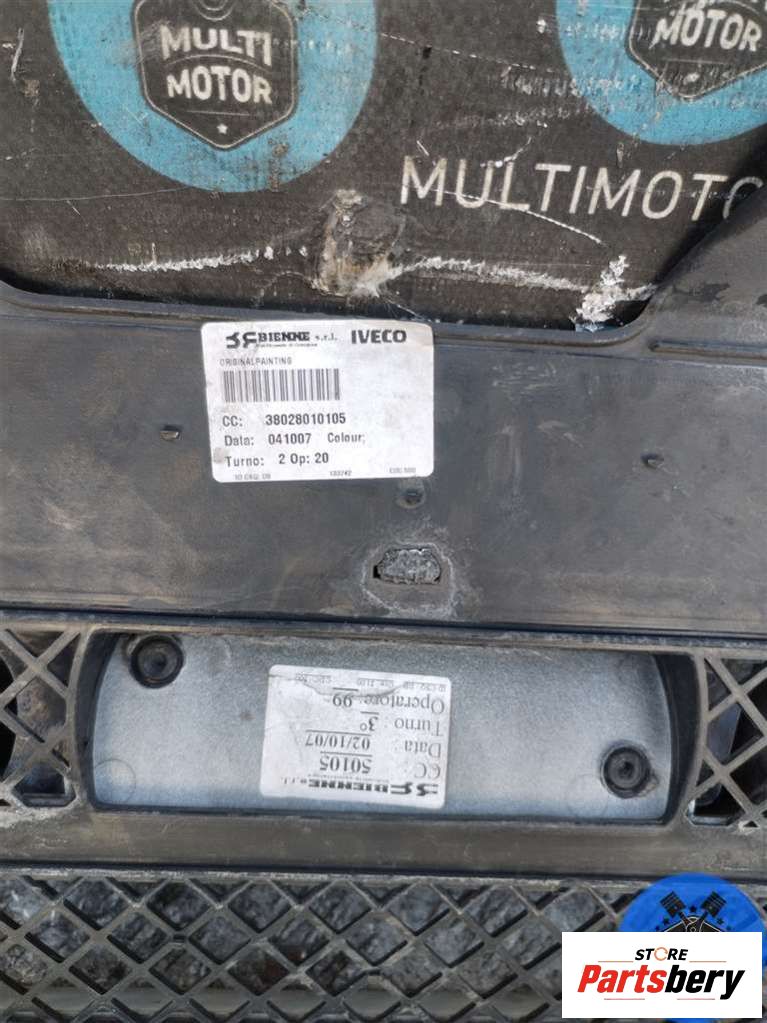 MULTI
MOTOR
MOTOR
MULTIMOTO
BIENNE s.r.l. IVECO
ORIGINALPAINTING
CC: 38028010105
Data: 041007 Colour:
Turno: 2 Op: 20
BIENNE s.r.l.
CC: 50105
Data: 02/10/07
Turno: 3°
Operatore: 99
STORE
Partsbery